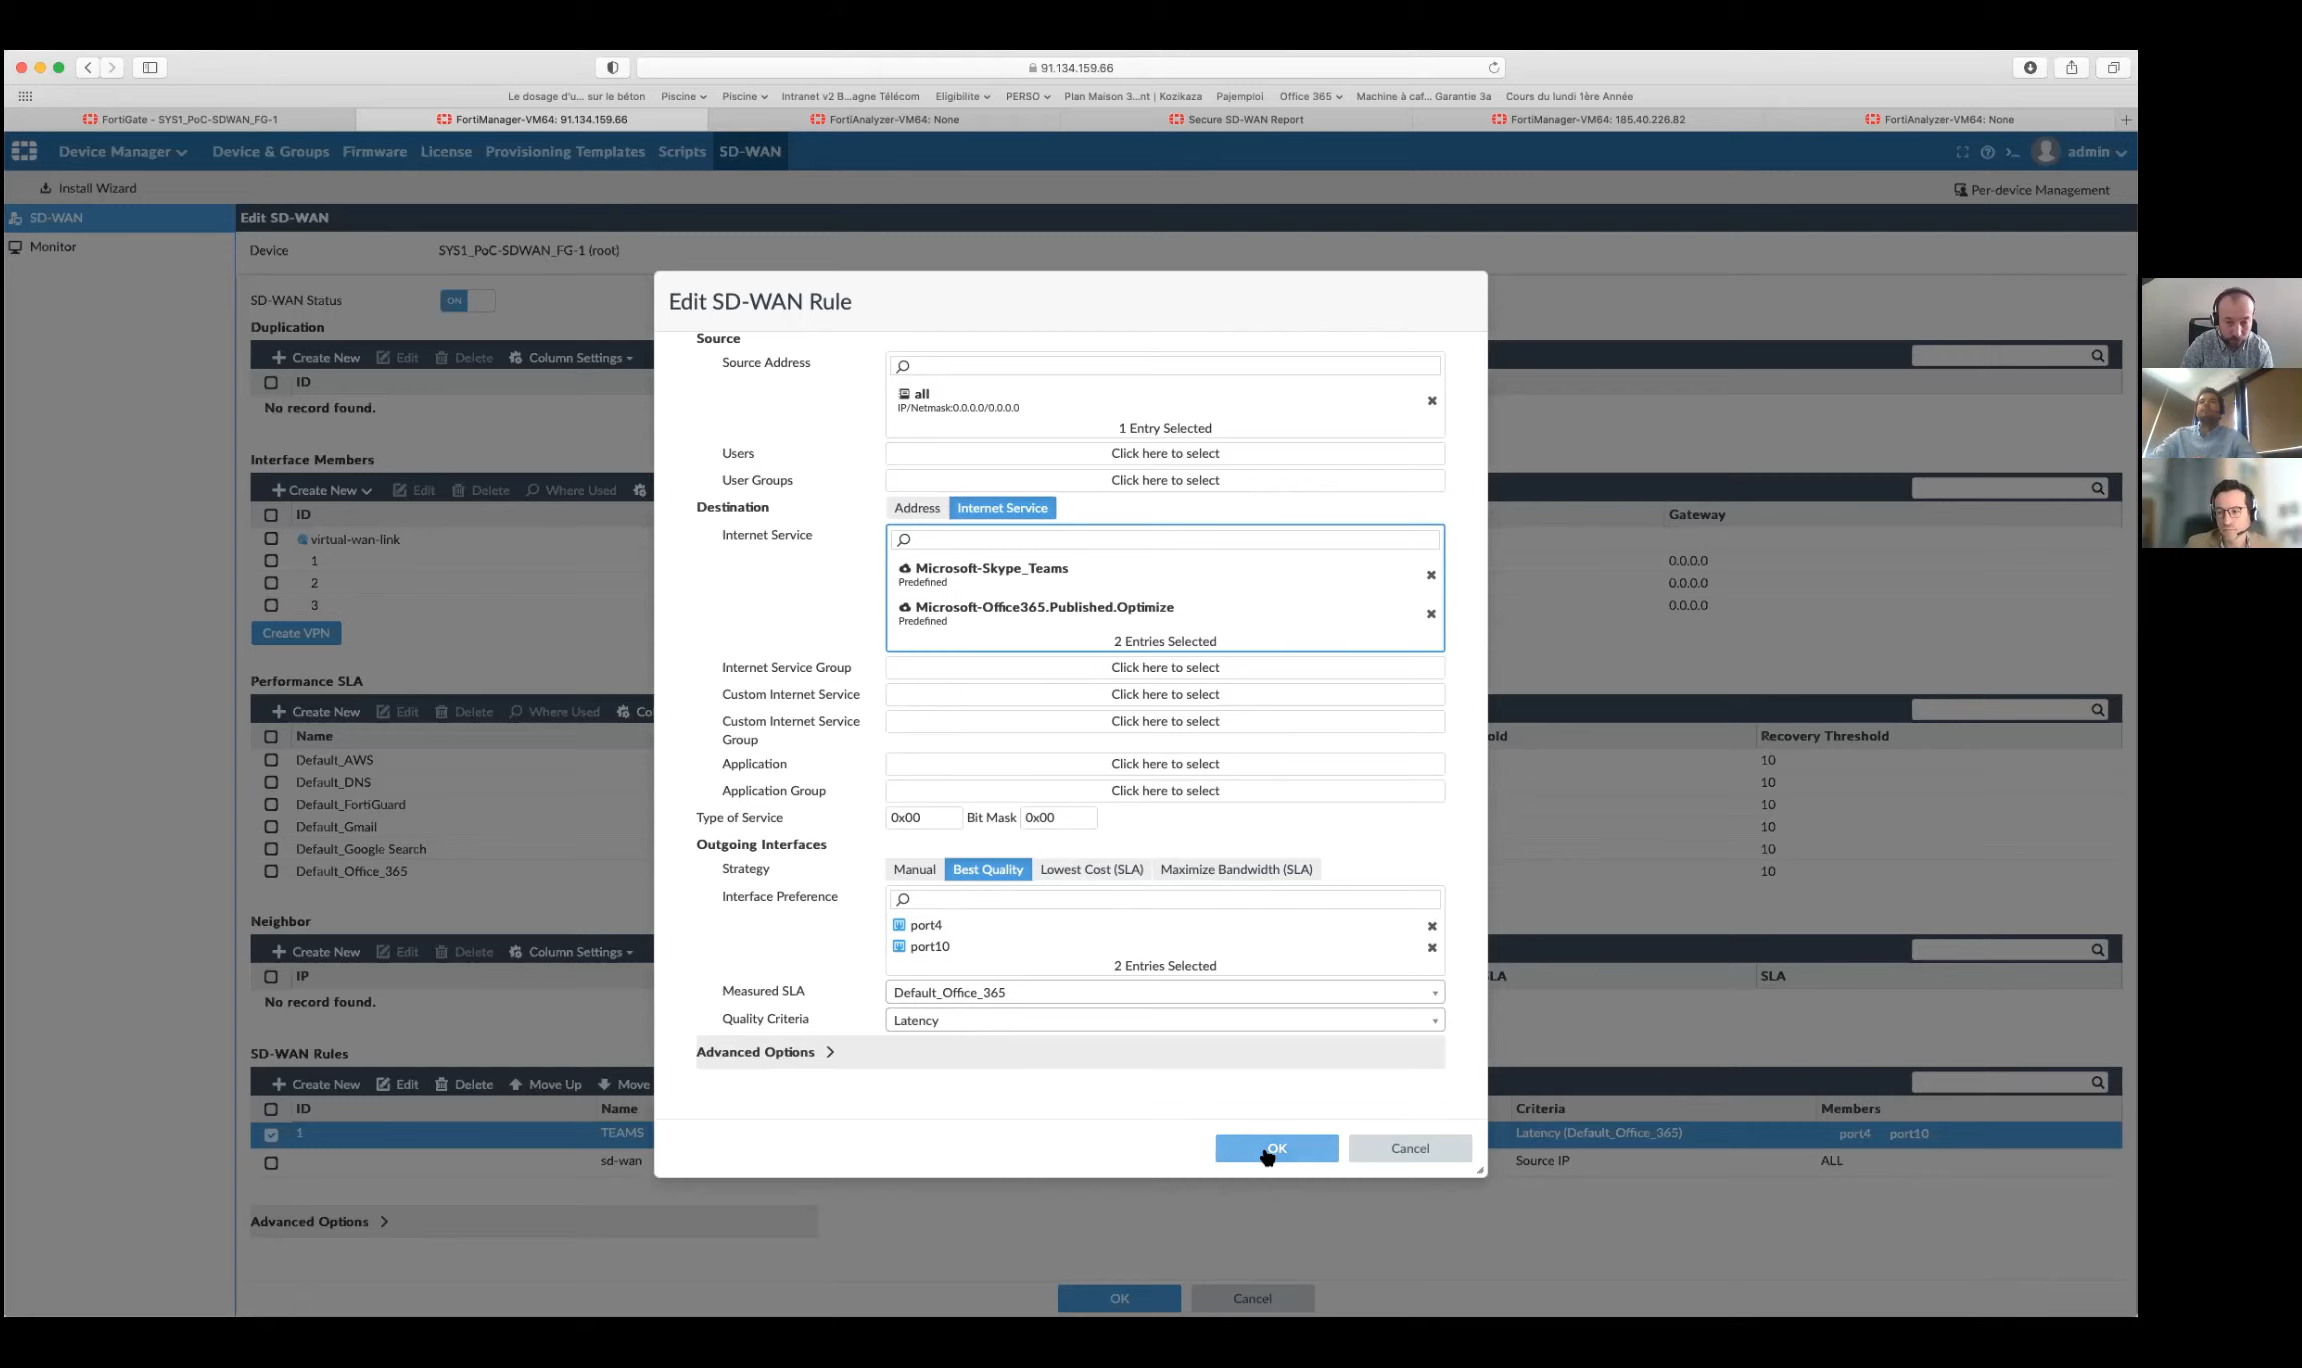 91.134.159.66
Le dosage d'u... sur le béton Piscine Piscine Intranet v2 B...agne Télécom Eligibilite PERSO Plan Maison 3...nt | Kozikaza Pajemploi Office 365 Machine à caf... Garantie 3a Cours du lundi 1ère Année
FortiGate - SYS1_PoC-SDWAN_FG-1 FortiManager-VM64: 91.134.159.66 FortiAnalyzer-VM64: None Secure SD-WAN Report FortiManager-VM64: 185.40.226.82 FortiAnalyzer-VM64: None
Device Manager Device & Groups Firmware License Provisioning Templates Scripts SD-WAN admin
Install Wizard Per-device Management
SD-WAN
Monitor
Edit SD-WAN
Device SYS1_PoC-SDWAN_FG-1 (root)
SD-WAN Status ON
Duplication
Create New Edit Delete Column Settings
ID
No record found.
Interface Members
Create New Edit Delete Where Used
ID Gateway
virtual-wan-link
1 0.0.0.0
2 0.0.0.0
3 0.0.0.0
Create VPN
Performance SLA
Create New Edit Delete Where Used Co
Name old Recovery Threshold
Default_AWS 10
Default_DNS 10
Default_FortiGuard 10
Default_Gmail 10
Default_Google Search 10
Default_Office_365 10
Neighbor
Create New Edit Delete Column Settings
IP LA SLA
No record found.
SD-WAN Rules
Create New Edit Delete Move Up Move
ID Name Criteria Members
1 TEAMS Latency (Default_Office_365) port4 port10
sd-wan Source IP ALL
Advanced Options
OK Cancel
Edit SD-WAN Rule
Source
Source Address
all
IP/Netmask:0.0.0.0/0.0.0.0
1 Entry Selected
Users Click here to select
User Groups Click here to select
Destination Address Internet Service
Internet Service
Microsoft-Skype_Teams
Predefined
Microsoft-Office365.Published.Optimize
Predefined
2 Entries Selected
Internet Service Group Click here to select
Custom Internet Service Click here to select
Custom Internet Service Click here to select
Group
Application Click here to select
Application Group Click here to select
Type of Service 0x00 Bit Mask 0x00
Outgoing Interfaces
Strategy Manual Best Quality Lowest Cost (SLA) Maximize Bandwidth (SLA)
Interface Preference
port4
port10
2 Entries Selected
Measured SLA Default_Office_365
Quality Criteria Latency
Advanced Options
OK Cancel